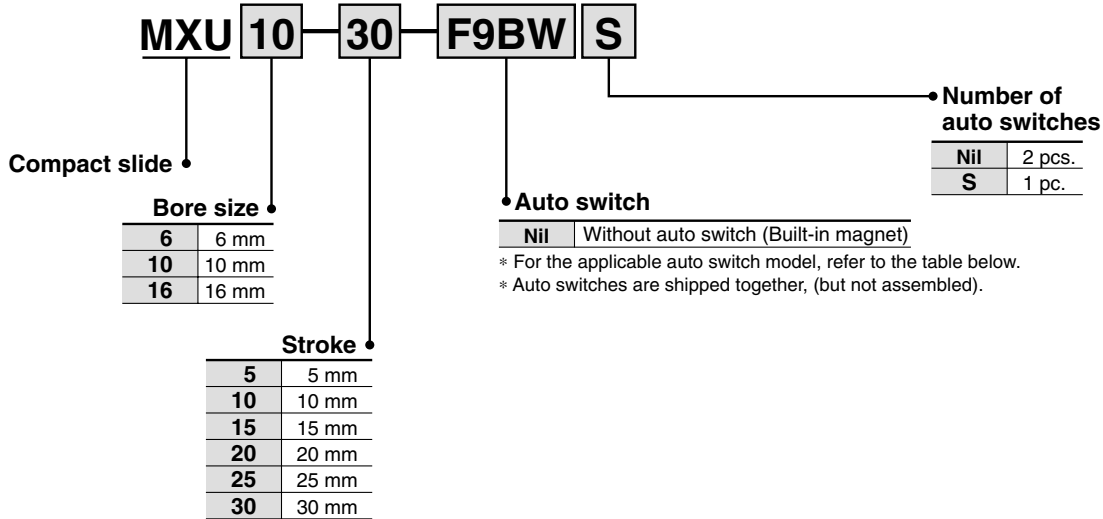 MXU 10 30 F9BW S
Compact slide
Bore size
6 6 mm
10 10 mm
16 16 mm
Stroke
5 5 mm
10 10 mm
15 15 mm
20 20 mm
25 25 mm
30 30 mm
Auto switch
Nil Without auto switch (Built-in magnet)
* For the applicable auto switch model, refer to the table below.
* Auto switches are shipped together, (but not assembled).
Number of
auto switches
Nil 2 pcs.
S 1 pc.